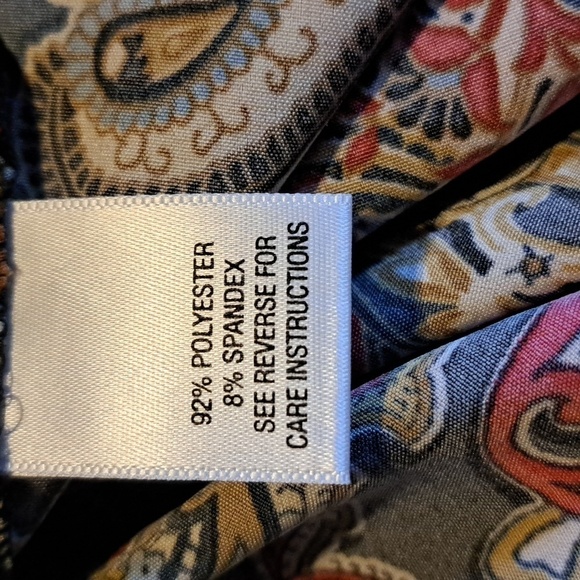 92% POLYESTER
8% SPANDEX
SEE REVERSE FOR
CARE INSTRUCTIONS